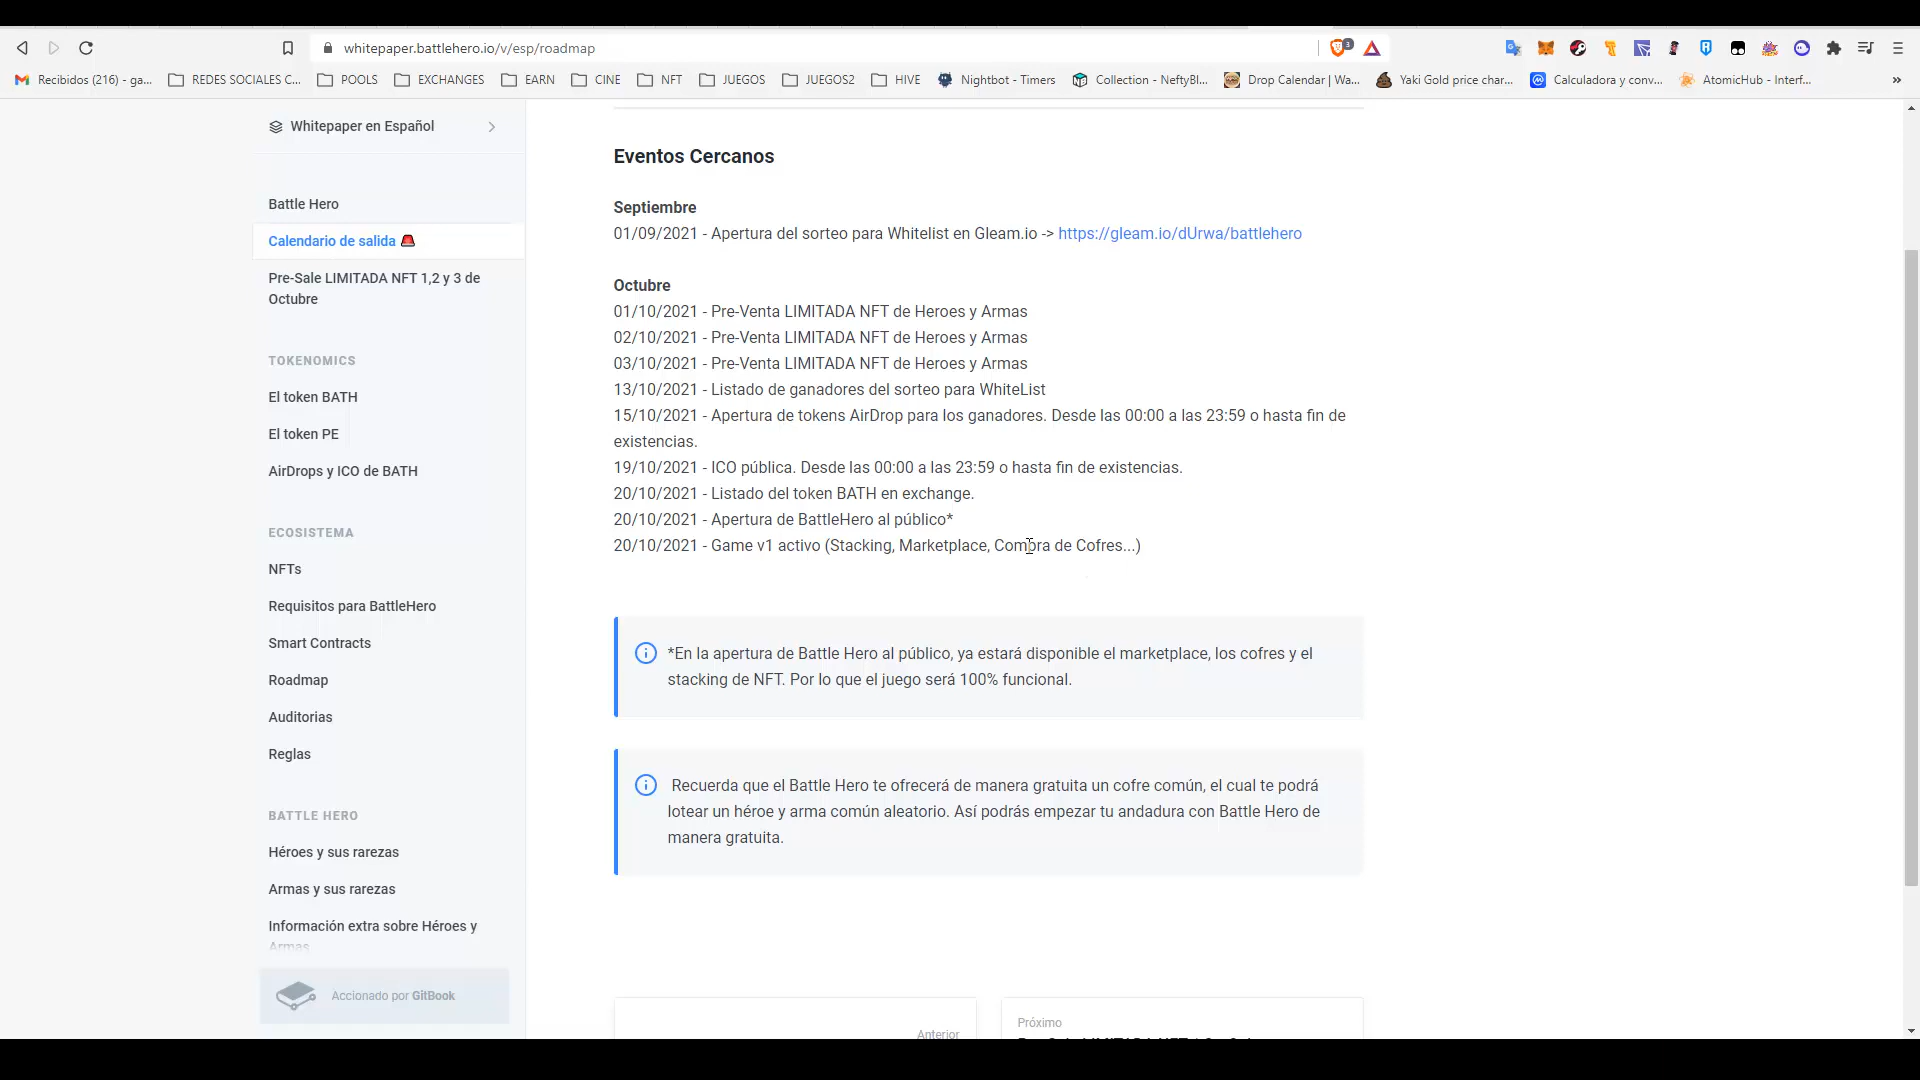 whitepaper.battlehero.io/v/esp/roadmap
3
Recibidos (216) - ga...
REDES SOCIALES C...
POOLS
EXCHANGES
EARN
CINE
NFT
JUEGOS
JUEGOS2
HIVE
Nightbot - Timers
Collection - NeftyBl...
Drop Calendar | Wa...
Yaki Gold price char...
Calculadora y conv...
AtomicHub - Interf...
»
Whitepaper en Español
Battle Hero
Calendario de salida 🚨
Pre-Sale LIMITADA NFT 1,2 y 3 de
Octubre
TOKENOMICS
El token BATH
El token PE
AirDrops y ICO de BATH
ECOSISTEMA
NFTs
Requisitos para BattleHero
Smart Contracts
Roadmap
Auditorias
Reglas
BATTLE HERO
Héroes y sus rarezas
Armas y sus rarezas
Información extra sobre Héroes y
Armas
Accionado por GitBook
Eventos Cercanos
Septiembre
01/09/2021 - Apertura del sorteo para Whitelist en Gleam.io -> https://gleam.io/dUrwa/battlehero
Octubre
01/10/2021 - Pre-Venta LIMITADA NFT de Heroes y Armas
02/10/2021 - Pre-Venta LIMITADA NFT de Heroes y Armas
03/10/2021 - Pre-Venta LIMITADA NFT de Heroes y Armas
13/10/2021 - Listado de ganadores del sorteo para WhiteList
15/10/2021 - Apertura de tokens AirDrop para los ganadores. Desde las 00:00 a las 23:59 o hasta fin de
existencias.
19/10/2021 - ICO pública. Desde las 00:00 a las 23:59 o hasta fin de existencias.
20/10/2021 - Listado del token BATH en exchange.
20/10/2021 - Apertura de BattleHero al público*
20/10/2021 - Game v1 activo (Stacking, Marketplace, Compra de Cofres...)
*En la apertura de Battle Hero al público, ya estará disponible el marketplace, los cofres y el
stacking de NFT. Por lo que el juego será 100% funcional.
Recuerda que el Battle Hero te ofrecerá de manera gratuita un cofre común, el cual te podrá
lotear un héroe y arma común aleatorio. Así podrás empezar tu andadura con Battle Hero de
manera gratuita.
Anterior
Próximo